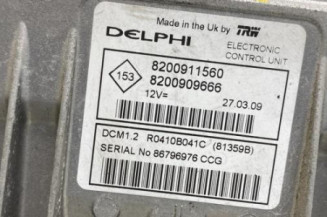 Made in the Uk by TRW
DELPHI
ELECTRONIC
CONTROL UNIT
153
8200911560
8200909666
12V=
27.03.09
DCM1.2 R0410B041C (81359B)
SERIAL No 86796976 CCG